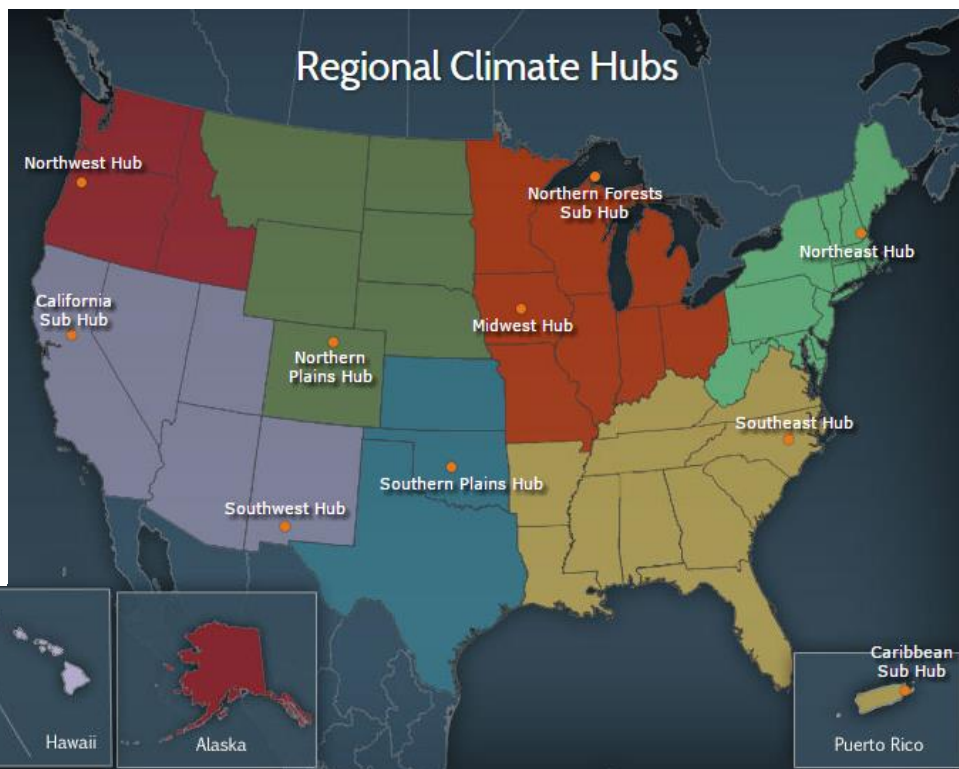 Regional Climate Hubs
Northwest Hub
Northern Forests
Sub Hub
Northeast Hub
California
Sub Hub
Midwest Hub
Northern
Plains Hub
Southeast Hub
Southern Plains Hub
Southwest Hub
Caribbean
Sub Hub
Hawaii
Alaska
Puerto Rico